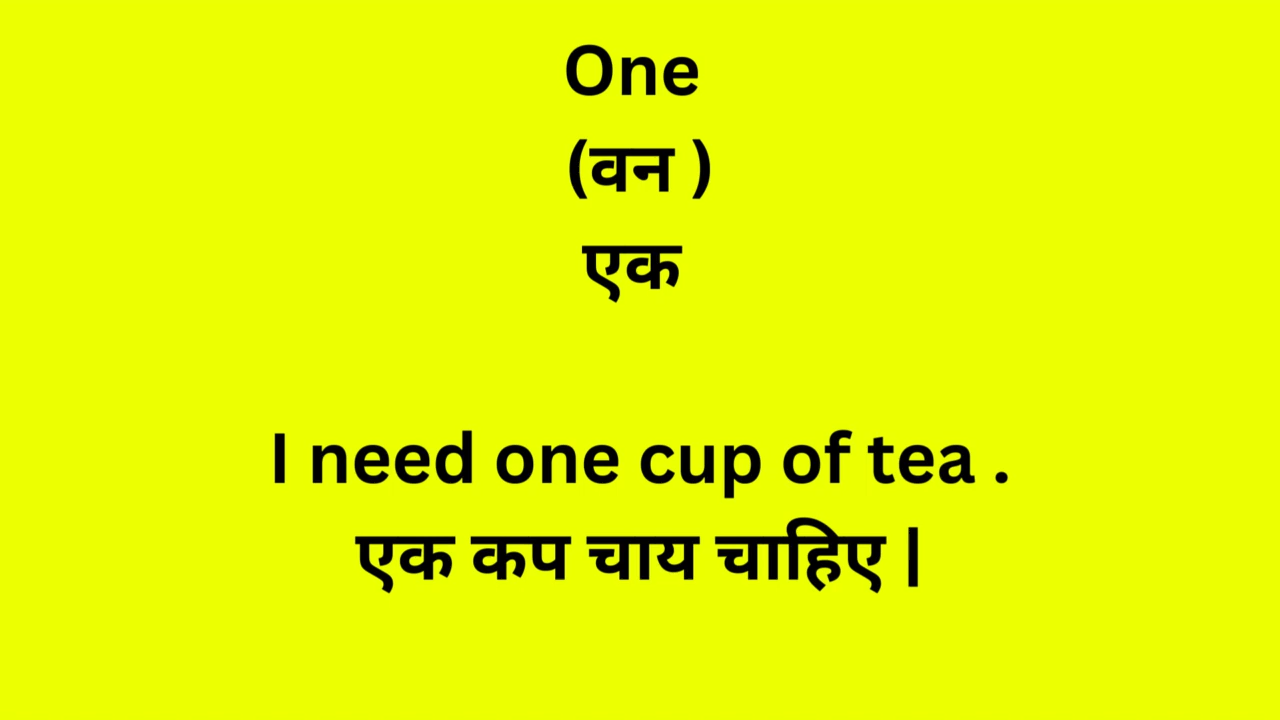 One
(वन )
एक
I need one cup of tea .
एक कप चाय चाहिए |